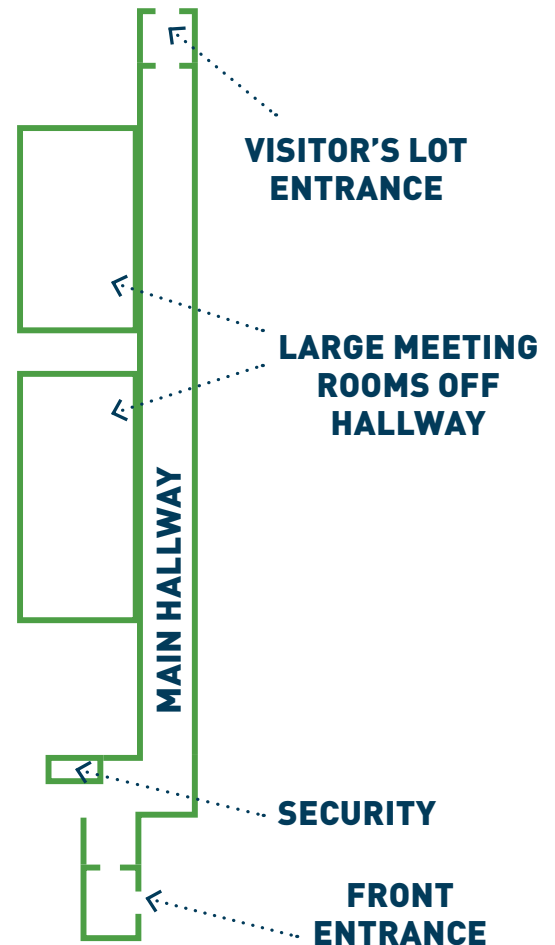 VISITOR'S LOT
ENTRANCE
LARGE MEETING
ROOMS OFF
HALLWAY
MAIN HALLWAY
SECURITY
FRONT
ENTRANCE